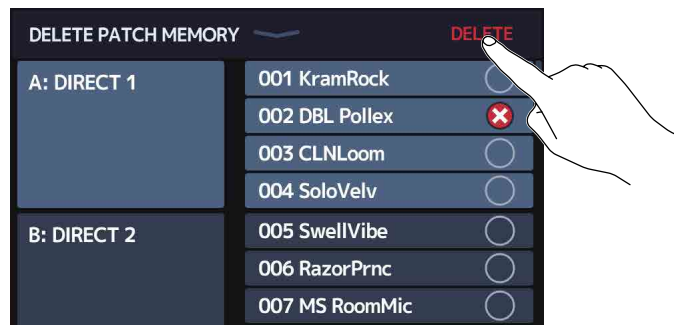 DELETE PATCH MEMORY DELETE
A: DIRECT 1
001 KramRock
002 DBL Pollex
003 CLNLoom
004 SoloVelv
B: DIRECT 2
005 SwellVibe
006 RazorPrnc
007 MS RoomMic